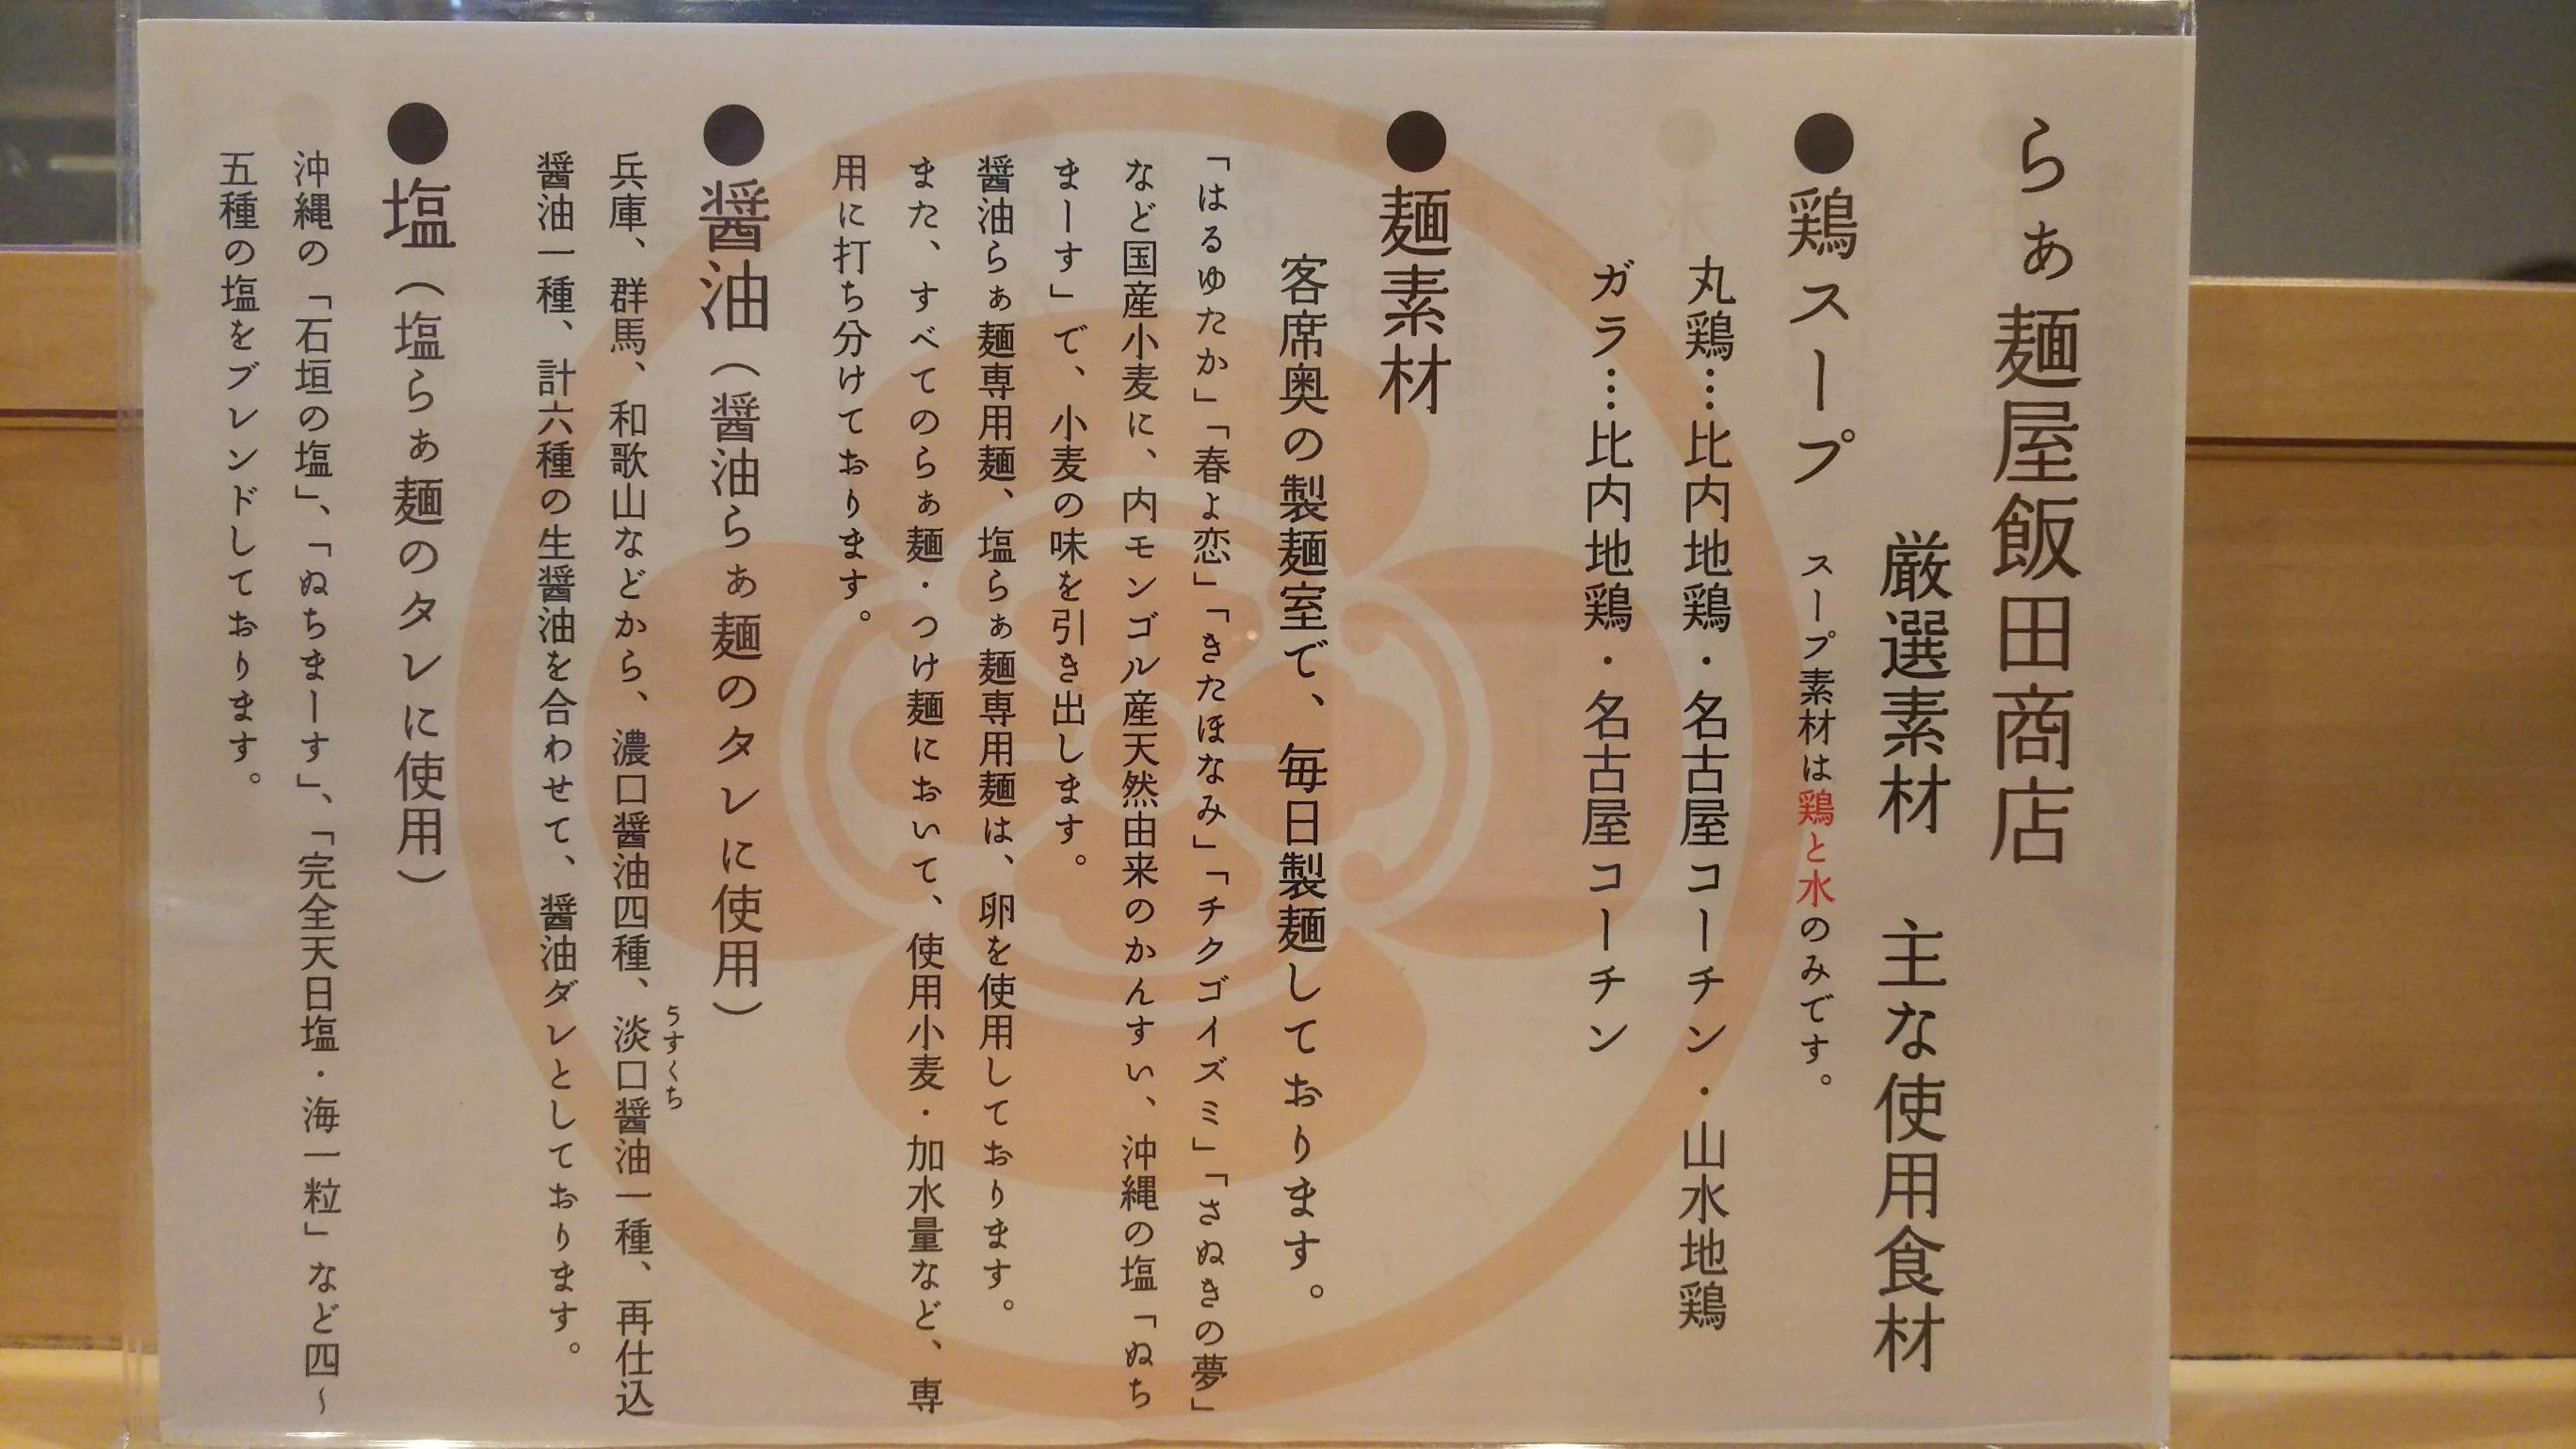 らぁ麺屋飯田商店
厳選素材　主な使用食材
●鶏スープ　スープ素材は鶏と水のみです。
丸鶏…比内地鶏・名古屋コーチン・山水地鶏
ガラ…比内地鶏・名古屋コーチン
●麺素材
客席奥の製麺室で、毎日製麺しております。
「はるゆたか」「春よ恋」「きたほなみ」「チクゴイズミ」「さぬきの夢」
など国産小麦に、内モンゴル産天然由来のかんすい、沖縄の塩「ぬち
まーす」で、小麦の味を引き出します。
醤油らぁ麺専用麺、塩らぁ麺専用麺は、卵を使用しております。
また、すべてのらぁ麺・つけ麺において、使用小麦・加水量など、専
用に打ち分けております。
●醤油（醤油らぁ麺のタレに使用）
うすくち
兵庫、群馬、和歌山などから、濃口醤油四種、淡口醤油一種、再仕込
醤油一種、計六種の生醤油を合わせて、醤油ダレとしております。
●塩（塩らぁ麺のタレに使用）
沖縄の「石垣の塩」、「ぬちまーす」、「完全天日塩・海一粒」など四～
五種の塩をブレンドしております。